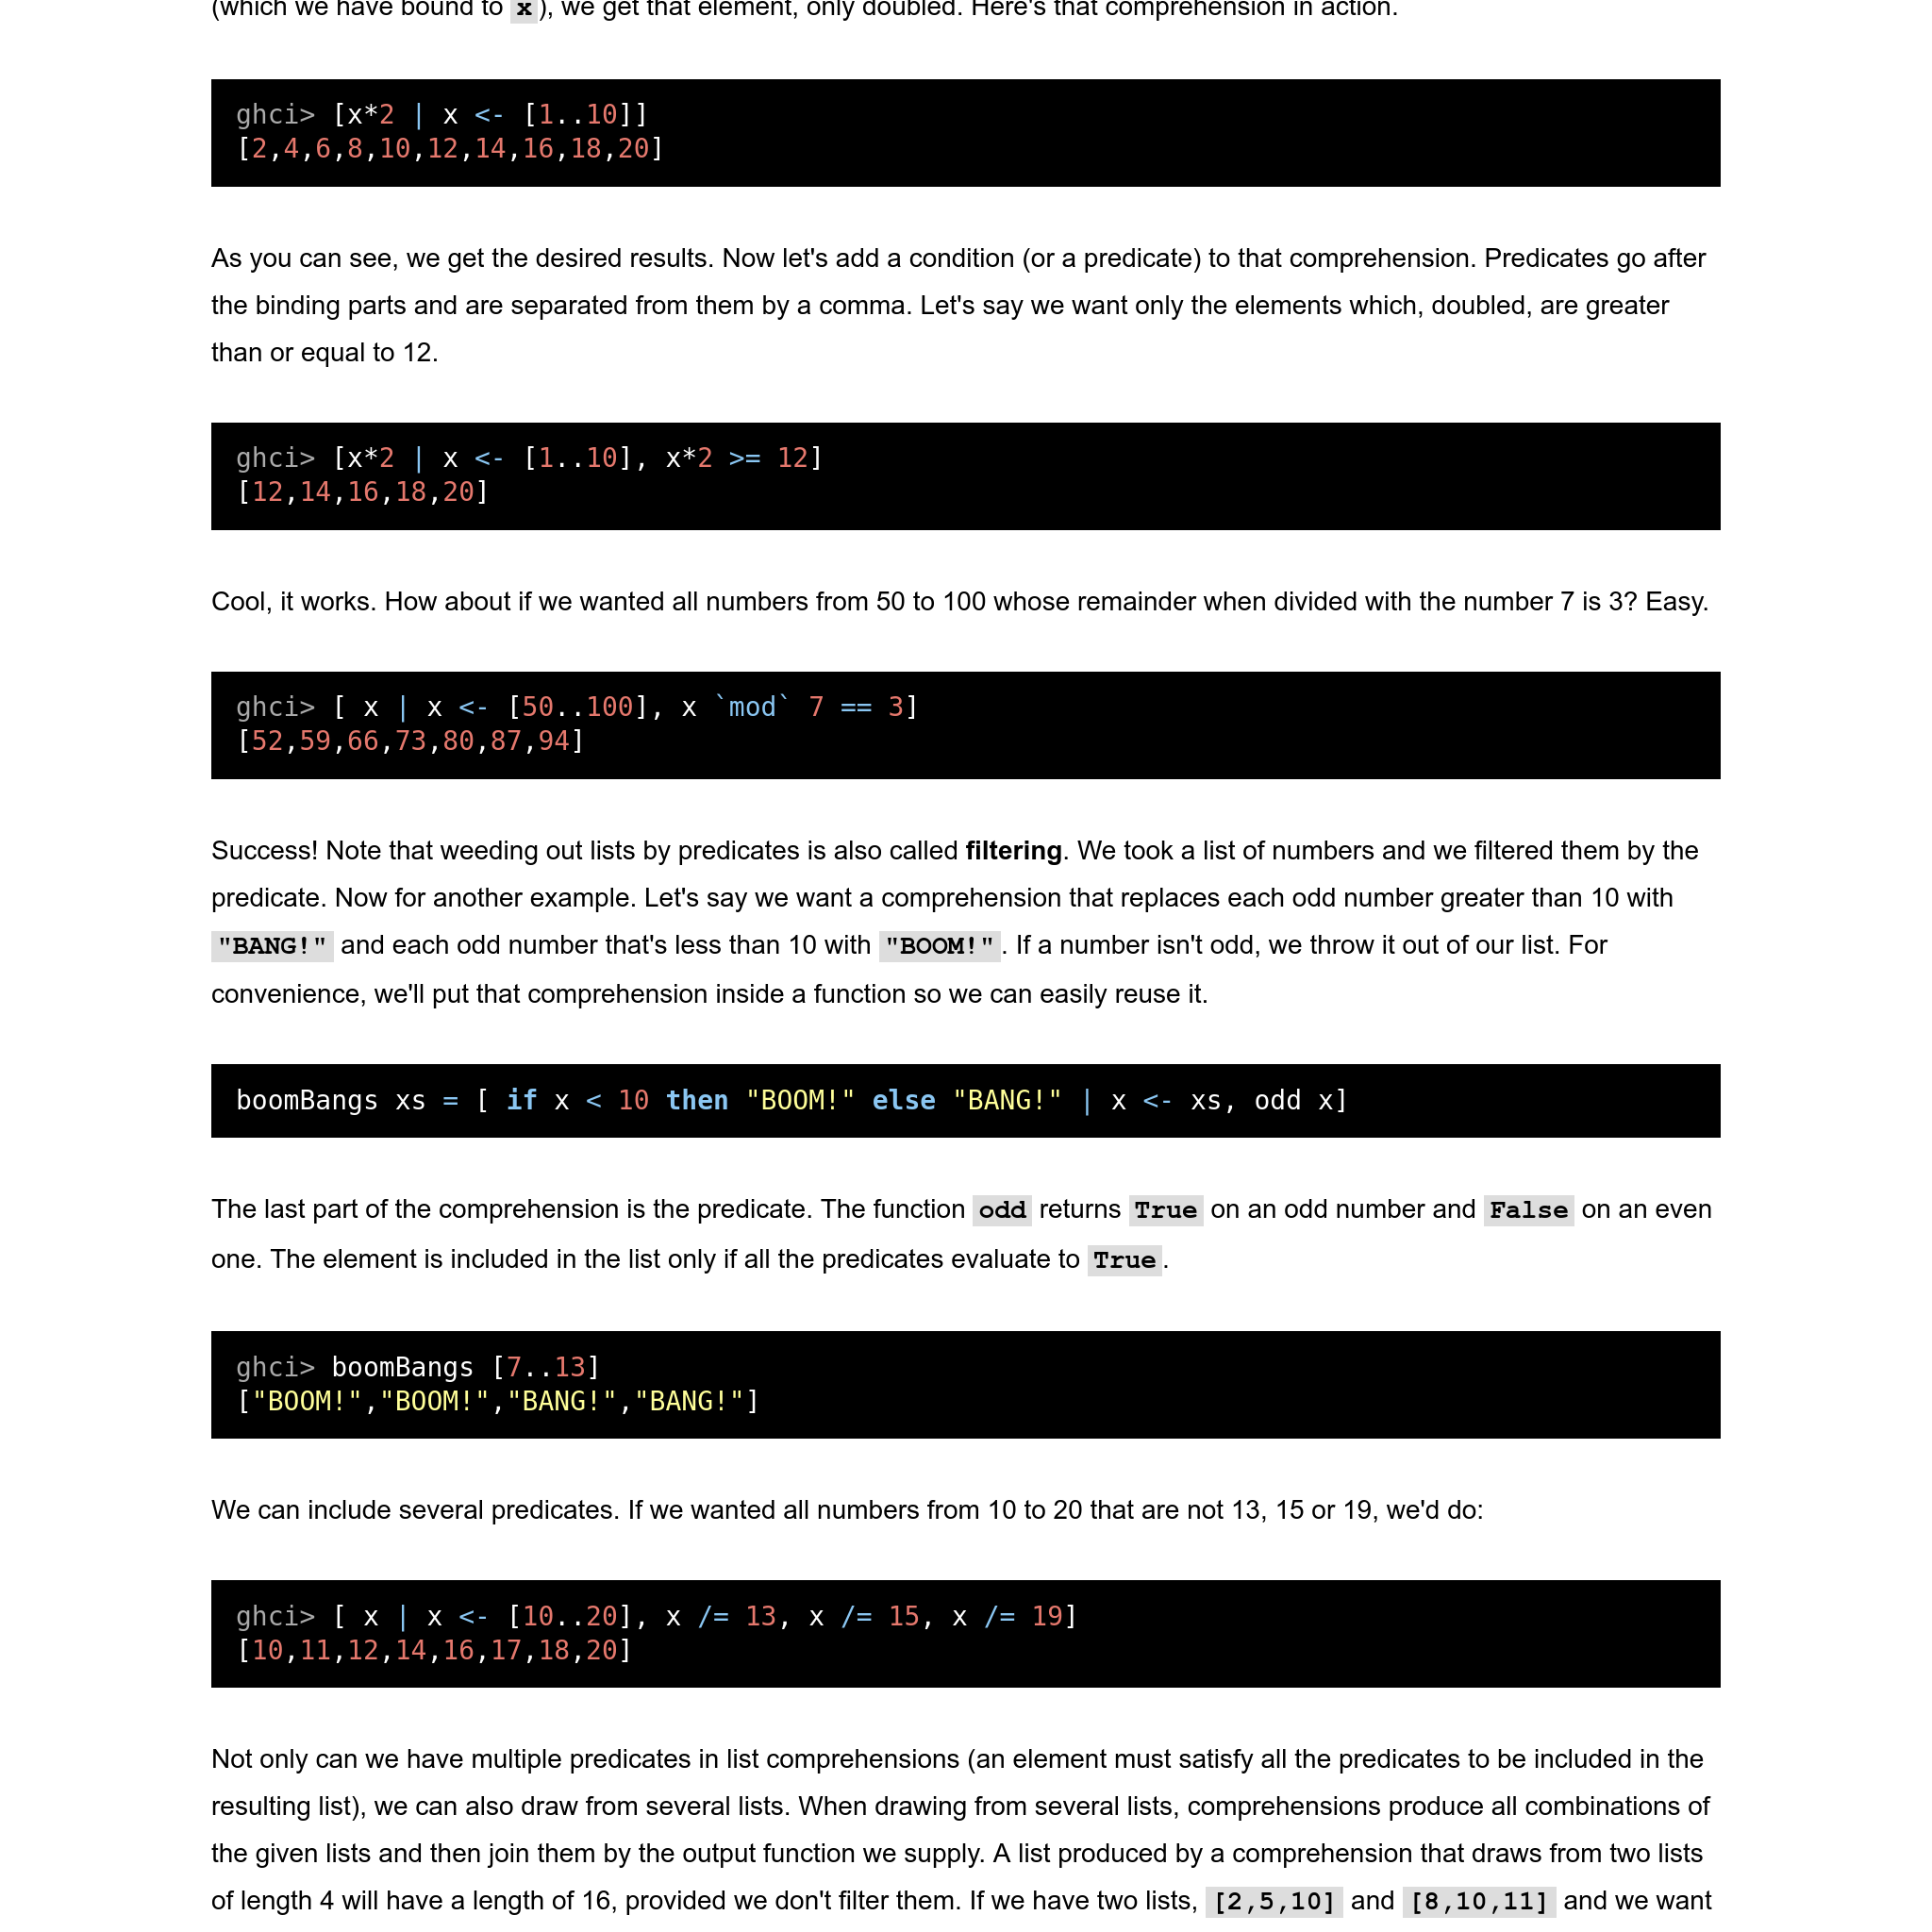 (which we have bound to x), we get that element, only doubled. Here's that comprehension in action.
ghci> [x*2 | x <- [1..10]]
[2,4,6,8,10,12,14,16,18,20]
As you can see, we get the desired results. Now let's add a condition (or a predicate) to that comprehension. Predicates go after
the binding parts and are separated from them by a comma. Let's say we want only the elements which, doubled, are greater
than or equal to 12.
ghci> [x*2 | x <- [1..10], x*2 >= 12]
[12,14,16,18,20]
Cool, it works. How about if we wanted all numbers from 50 to 100 whose remainder when divided with the number 7 is 3? Easy.
ghci> [ x | x <- [50..100], x `mod` 7 == 3]
[52,59,66,73,80,87,94]
Success! Note that weeding out lists by predicates is also called filtering. We took a list of numbers and we filtered them by the
predicate. Now for another example. Let's say we want a comprehension that replaces each odd number greater than 10 with
"BANG!" and each odd number that's less than 10 with "BOOM!". If a number isn't odd, we throw it out of our list. For
convenience, we'll put that comprehension inside a function so we can easily reuse it.
boomBangs xs = [ if x < 10 then "BOOM!" else "BANG!" | x <- xs, odd x]
The last part of the comprehension is the predicate. The function odd returns True on an odd number and False on an even
one. The element is included in the list only if all the predicates evaluate to True.
ghci> boomBangs [7..13]
["BOOM!","BOOM!","BANG!","BANG!"]
We can include several predicates. If we wanted all numbers from 10 to 20 that are not 13, 15 or 19, we'd do:
ghci> [ x | x <- [10..20], x /= 13, x /= 15, x /= 19]
[10,11,12,14,16,17,18,20]
Not only can we have multiple predicates in list comprehensions (an element must satisfy all the predicates to be included in the
resulting list), we can also draw from several lists. When drawing from several lists, comprehensions produce all combinations of
the given lists and then join them by the output function we supply. A list produced by a comprehension that draws from two lists
of length 4 will have a length of 16, provided we don't filter them. If we have two lists, [2,5,10] and [8,10,11] and we want